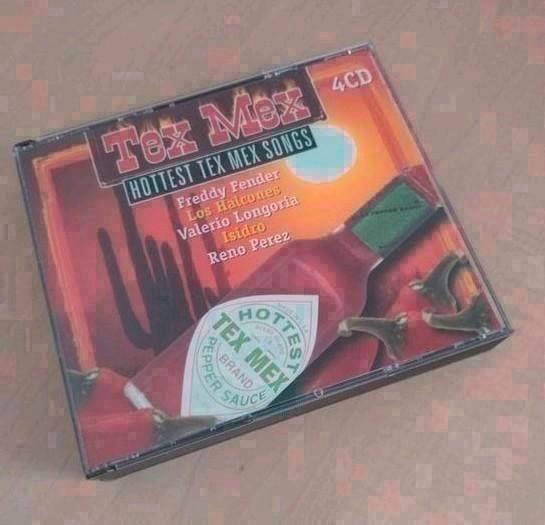 4CD
Tex Mex
HOTTEST TEX MEX SONGS
Freddy Fender
Los Halcones
Valerio Longoria
Isidro
Reno Perez
HOTTEST
TEX MEX
BRAND
PEPPER SAUCE